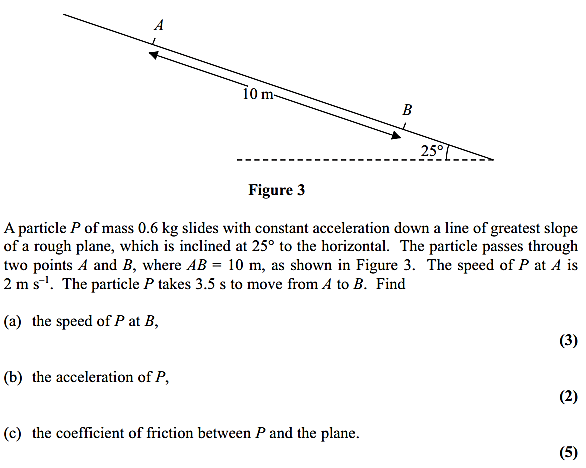 A
10 m
B
25°
Figure 3
A particle P of mass 0.6 kg slides with constant acceleration down a line of greatest slope
of a rough plane, which is inclined at 25° to the horizontal. The particle passes through
two points A and B, where AB = 10 m, as shown in Figure 3. The speed of P at A is
2 m s⁻¹. The particle P takes 3.5 s to move from A to B. Find
(a) the speed of P at B,
(3)
(b) the acceleration of P,
(2)
(c) the coefficient of friction between P and the plane.
(5)